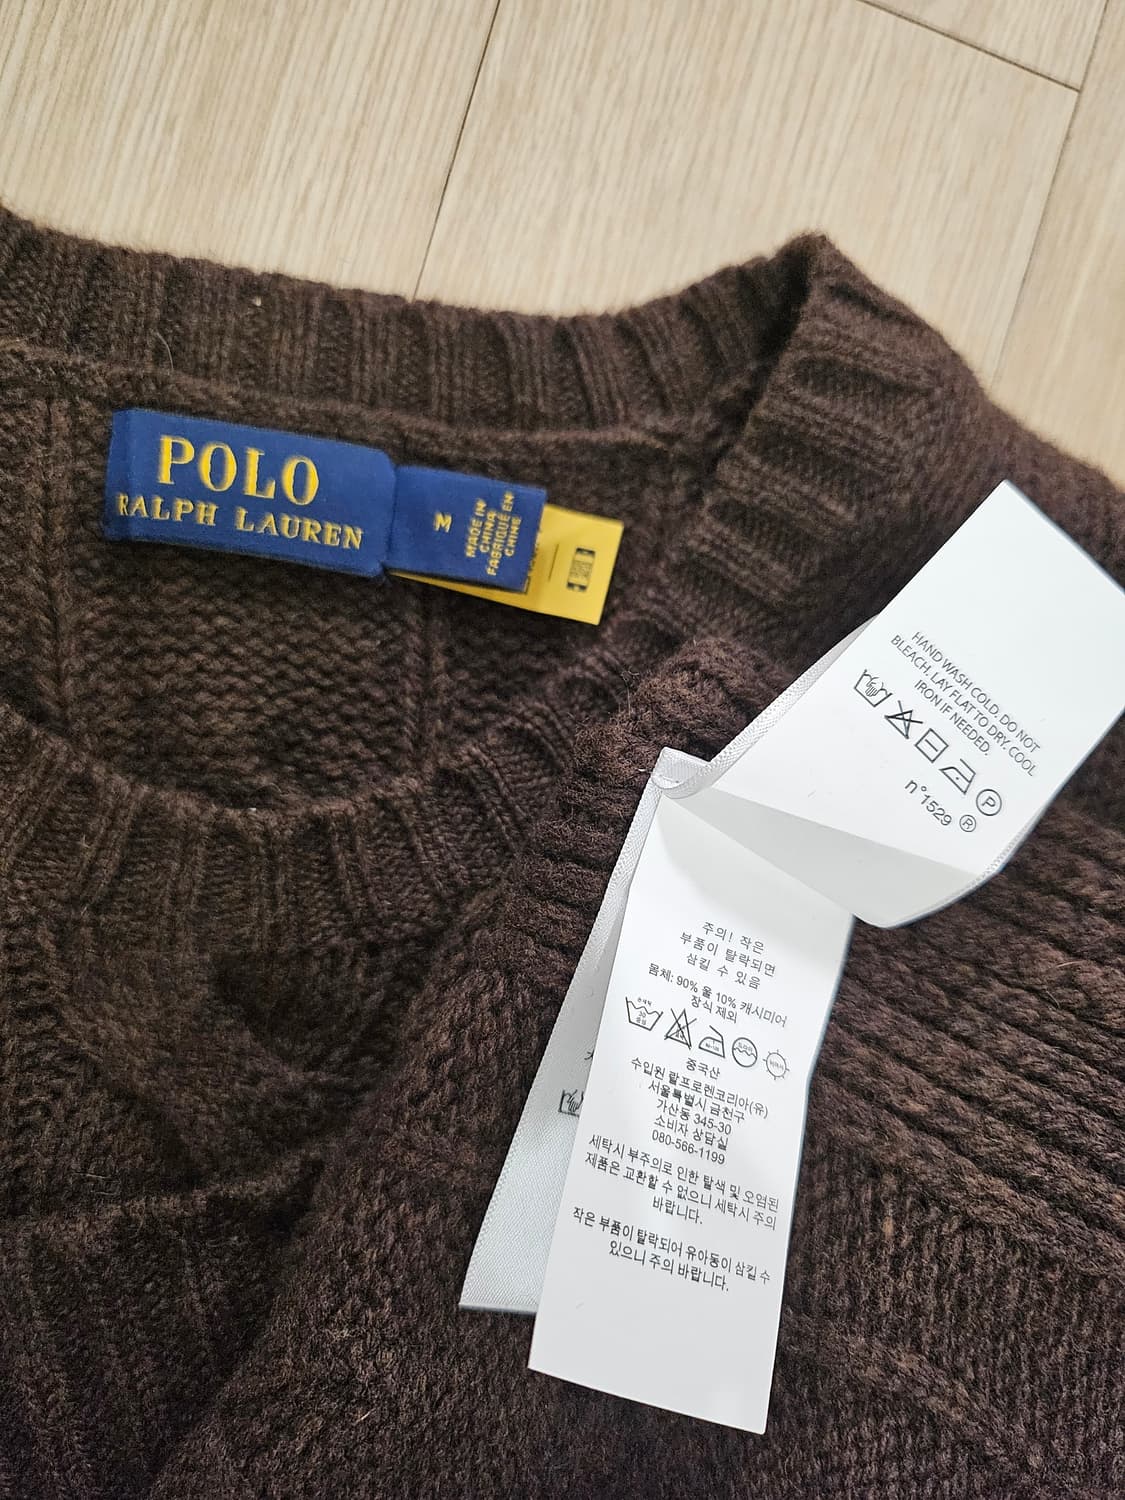 POLO
RALPH LAUREN
M
MADE IN
CHINA
FABRIQUE EN
CHINE
HAND WASH COLD. DO NOT
BLEACH. LAY FLAT TO DRY. COOL
IRON IF NEEDED.
P
n°1529 ®
주의! 작은
부품이 탈락되면
삼킬 수 있음
몸체: 90% 울 10% 캐시미어
장식 제외
중국산
수입원 랄프로렌코리아(유)
서울특별시 금천구
가산동 345-30
소비자 상담실
080-566-1199
세탁시 부주의로 인한 탈색 및 오염된
제품은 교환할 수 없으니 세탁시 주의
바랍니다.
작은 부품이 탈락되어 유아동이 삼킬 수
있으니 주의 바랍니다.